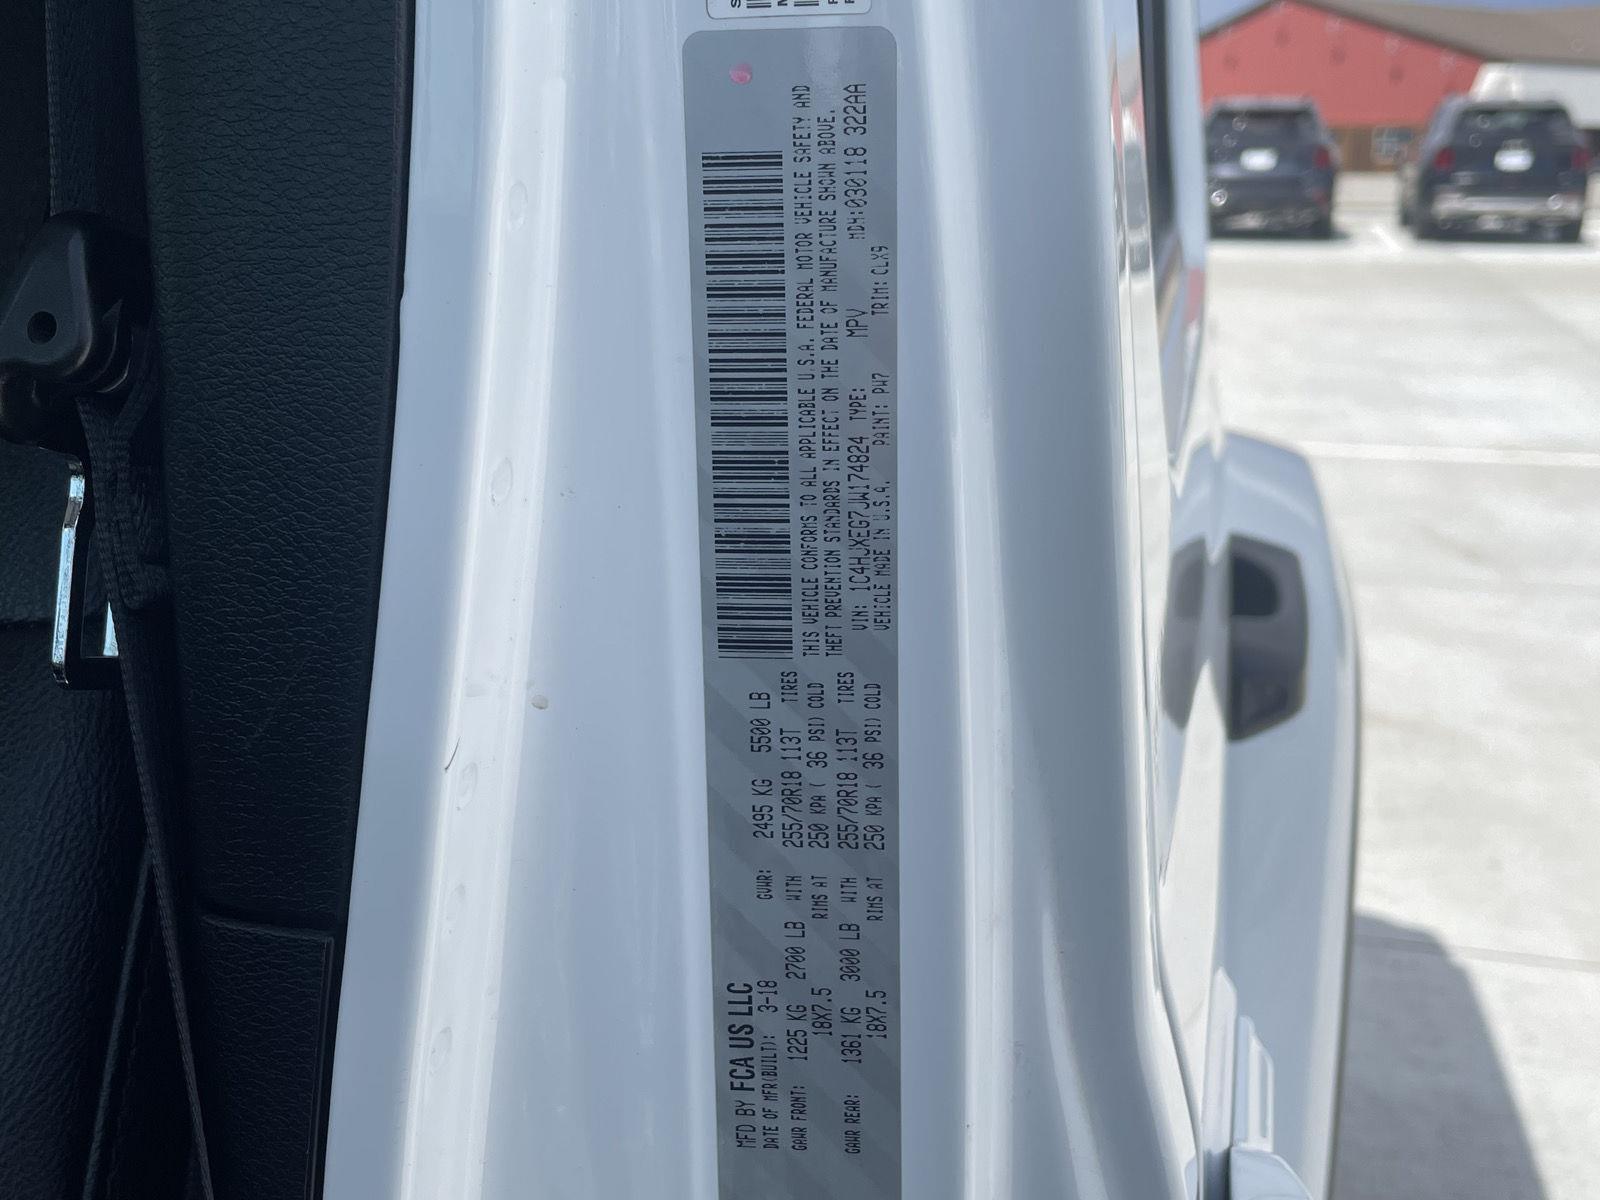 MFD BY FCA US LLC
DATE OF MFR(BUILT): 3-18 GVWR: 2495 KG 5500 LB
GAWR FRONT: 1225 KG 2700 LB WITH 255/70R18 113T TIRES
18X7.5 RIMS AT 250 KPA ( 36 PSI) COLD
GAWR REAR: 1361 KG 3000 LB WITH 255/70R18 113T TIRES
18X7.5 RIMS AT 250 KPA ( 36 PSI) COLD
THIS VEHICLE CONFORMS TO ALL APPLICABLE U.S.A. FEDERAL MOTOR VEHICLE SAFETY AND
THEFT PREVENTION STANDARDS IN EFFECT ON THE DATE OF MANUFACTURE SHOWN ABOVE.
VIN: 1C4HJXEG7JW174824 TYPE: MPV MDH:030118 322AA
VEHICLE MADE IN U.S.A. PAINT: PW7 TRIM: CLX9